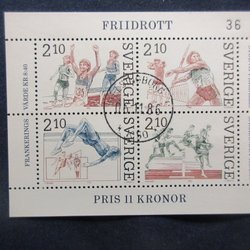 FRIIDROTT
36
2.10 SVERIGE
SVERIGE 2.10
FRANKERINGS VÄRDE KR 8:40
2.10 SVERIGE
SVERIGE 2.10
PRIS 11 KRONOR